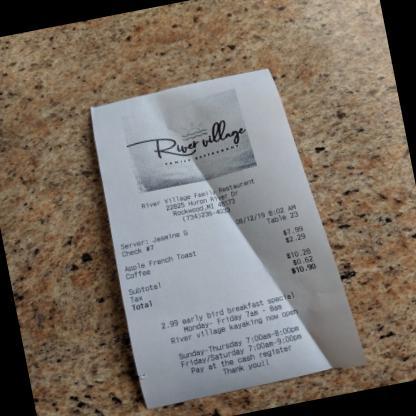 River village
FAMILY RESTAURANT
River Village Family Restaurant
22825 Huron River Dr
Rockwood, MI 48173
08/12/19 8:02 AM
Server: Jasmine G Table 23
Check #7
Apple French Toast $7.99
Coffee $2.29
Subtotal $10.28
Tax $0.62
Total $10.90
2.99 early bird breakfast special
Monday- Friday 7am - 8am
River village kayaking now open
Sunday-Thursday 7:00am-8:00pm
Friday/Saturday 7:00am-9:00pm
Pay at the cash register
Thank you!!